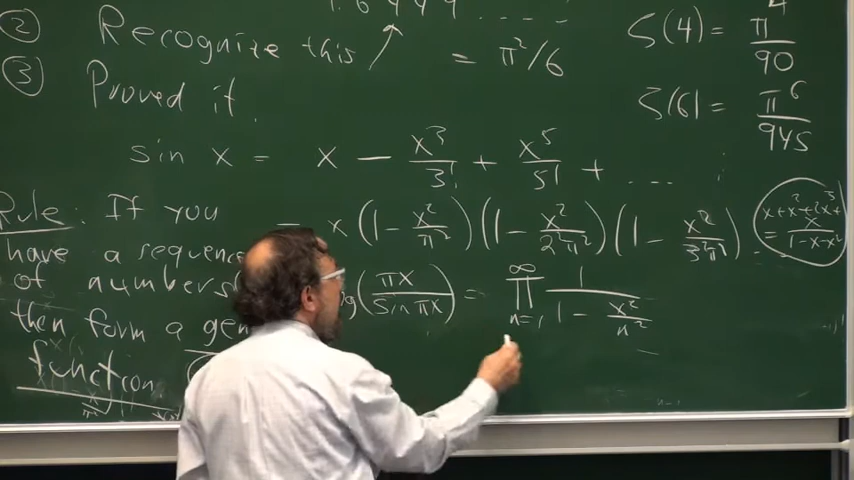 1.6449.....
② Recognize this = π²/6
③ Proved it.
ζ(4) = π⁴/90
ζ(6) = π⁶/945
sin x = x - x³/3! + x⁵/5! + ....
= x (1 - x²/π²)(1 - x²/2²π²)(1 - x²/3²π²)...
x+x²+2x³+
= x/1-x-x²
Rule: If you
have a sequence
of numbers
then form a gen
function
og(πx/sin πx) = ∞∏n=1 1/1 - x²/n²